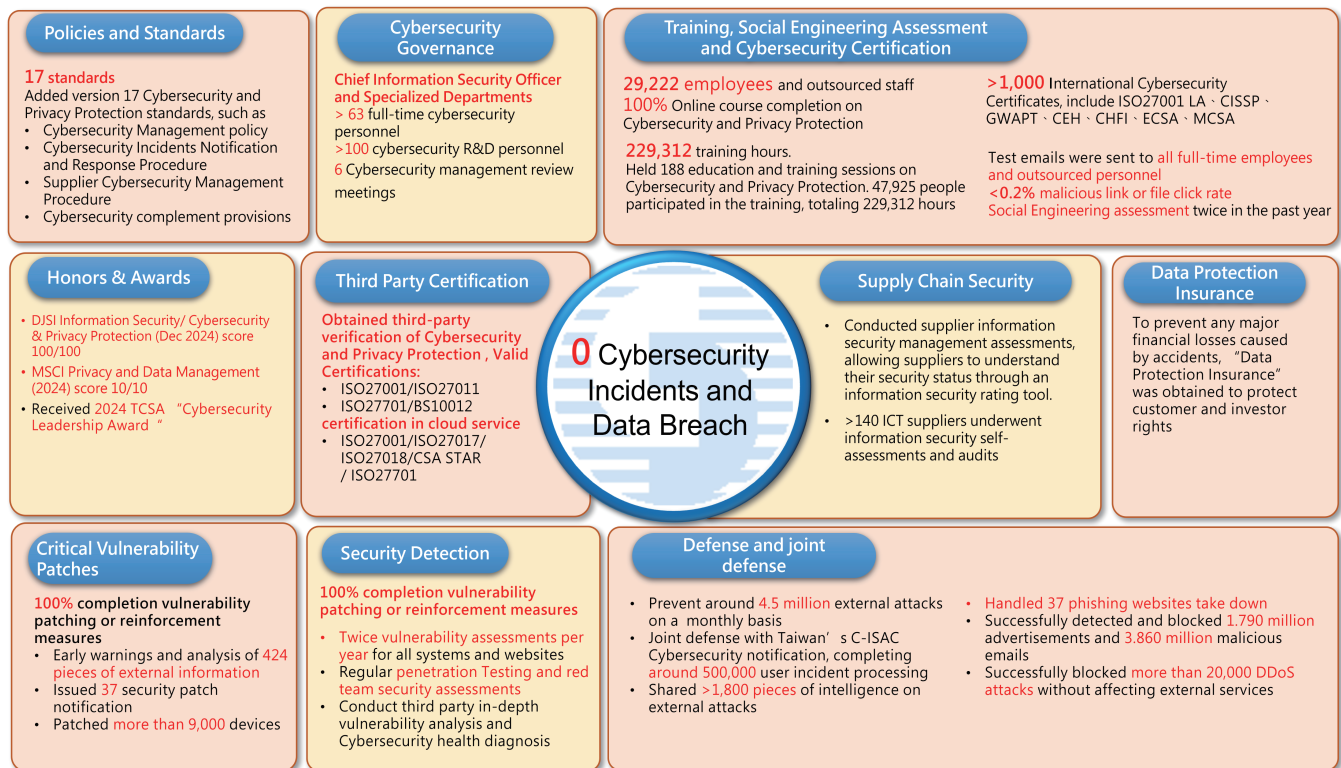 Policies and Standards
17 standards
Added version 17 Cybersecurity and
Privacy Protection standards, such as
• Cybersecurity Management policy
• Cybersecurity Incidents Notification
and Response Procedure
• Supplier Cybersecurity Management
Procedure
• Cybersecurity complement provisions
Cybersecurity
Governance
Chief Information Security Officer
and Specialized Departments
> 63 full-time cybersecurity
personnel
>100 cybersecurity R&D personnel
6 Cybersecurity management review
meetings
Training, Social Engineering Assessment
and Cybersecurity Certification
29,222 employees and outsourced staff
100% Online course completion on
Cybersecurity and Privacy Protection
229,312 training hours.
Held 188 education and training sessions on
Cybersecurity and Privacy Protection. 47,925 people
participated in the training, totaling 229,312 hours
>1,000 International Cybersecurity
Certificates, include ISO27001 LA、CISSP、
GWAPT、CEH、CHFI、ECSA、MCSA
Test emails were sent to all full-time employees
and outsourced personnel
<0.2% malicious link or file click rate
Social Engineering assessment twice in the past year
Honors & Awards
• DJSI Information Security/ Cybersecurity
& Privacy Protection (Dec 2024) score
100/100
• MSCI Privacy and Data Management
(2024) score 10/10
• Received 2024 TCSA “Cybersecurity
Leadership Award “
Third Party Certification
Obtained third-party
verification of Cybersecurity
and Privacy Protection , Valid
Certifications:
• ISO27001/ISO27011
• ISO27701/BS10012
certification in cloud service
• ISO27001/ISO27017/
ISO27018/CSA STAR
/ ISO27701
0 Cybersecurity
Incidents and
Data Breach
Supply Chain Security
• Conducted supplier information
security management assessments,
allowing suppliers to understand
their security status through an
information security rating tool.
• >140 ICT suppliers underwent
information security self-
assessments and audits
Data Protection
Insurance
To prevent any major
financial losses caused
by accidents, “Data
Protection Insurance”
was obtained to protect
customer and investor
rights
Critical Vulnerability
Patches
100% completion vulnerability
patching or reinforcement
measures
• Early warnings and analysis of 424
pieces of external information
• Issued 37 security patch
notification
• Patched more than 9,000 devices
Security Detection
100% completion vulnerability
patching or reinforcement measures
• Twice vulnerability assessments per
year for all systems and websites
• Regular penetration Testing and red
team security assessments
• Conduct third party in-depth
vulnerability analysis and
Cybersecurity health diagnosis
Defense and joint
defense
• Prevent around 4.5 million external attacks
on a monthly basis
• Joint defense with Taiwan’s C-ISAC
Cybersecurity notification, completing
around 500,000 user incident processing
• Shared >1,800 pieces of intelligence on
external attacks
• Handled 37 phishing websites take down
• Successfully detected and blocked 1.790 million
advertisements and 3.860 million malicious
emails
• Successfully blocked more than 20,000 DDoS
attacks without affecting external services